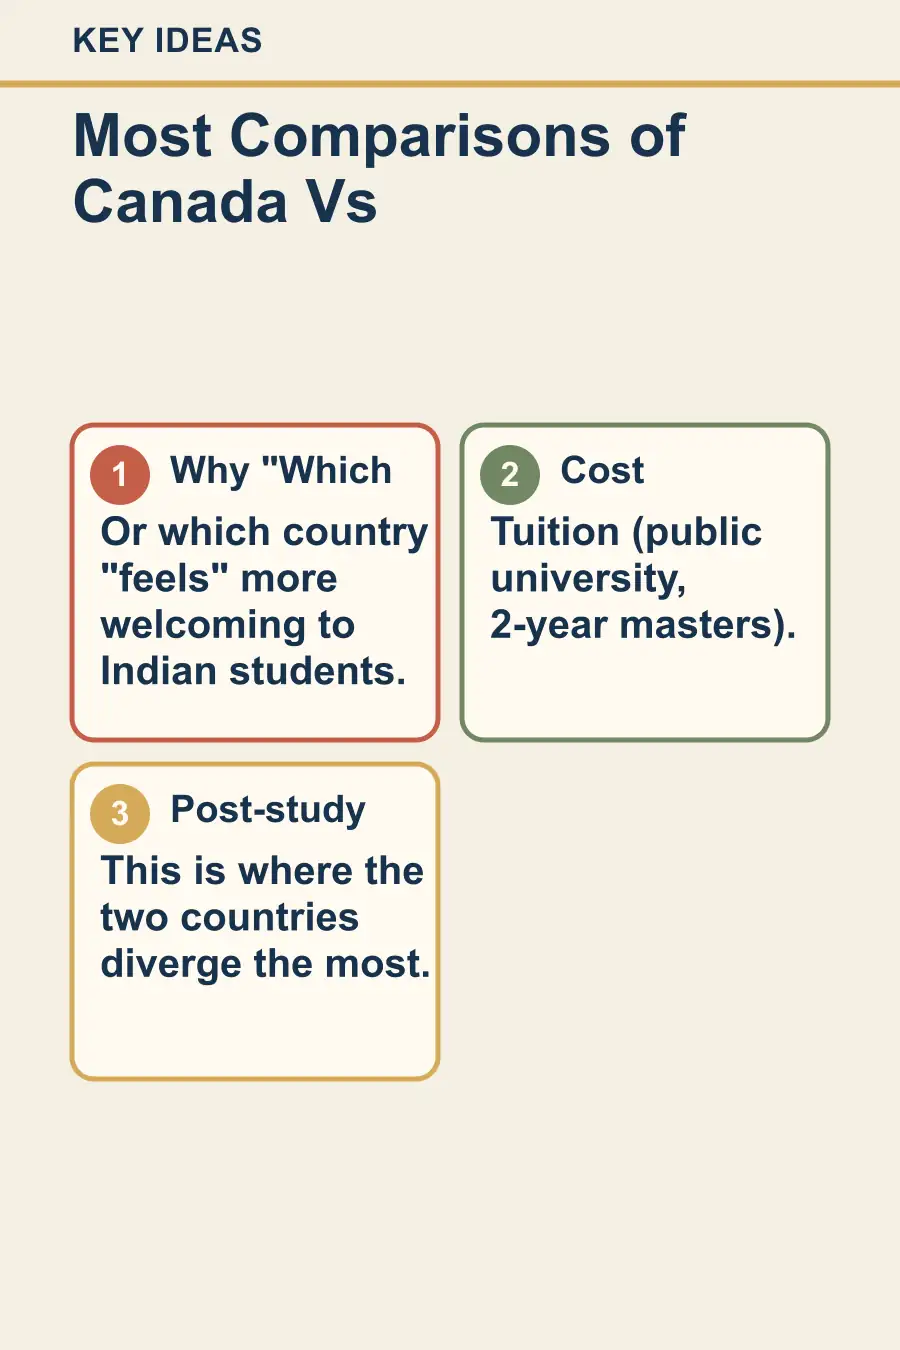 KEY IDEAS
Most Comparisons of
Canada Vs
1 Why "Which
Or which country
"feels" more
welcoming to
Indian students.
2 Cost
Tuition (public
university,
2-year masters).
3 Post-study
This is where the
two countries
diverge the most.